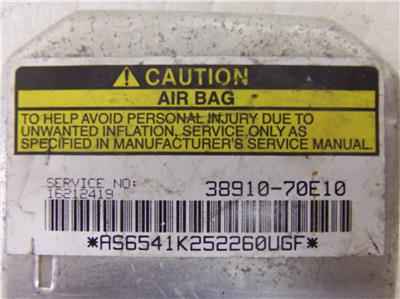 CAUTION
AIR BAG
TO HELP AVOID PERSONAL INJURY DUE TO
UNWANTED INFLATION, SERVICE ONLY AS
SPECIFIED IN MANUFACTURER'S SERVICE MANUAL.
SERVICE NO: 38910-70E10
16212419
*AS6541K252260UGF*